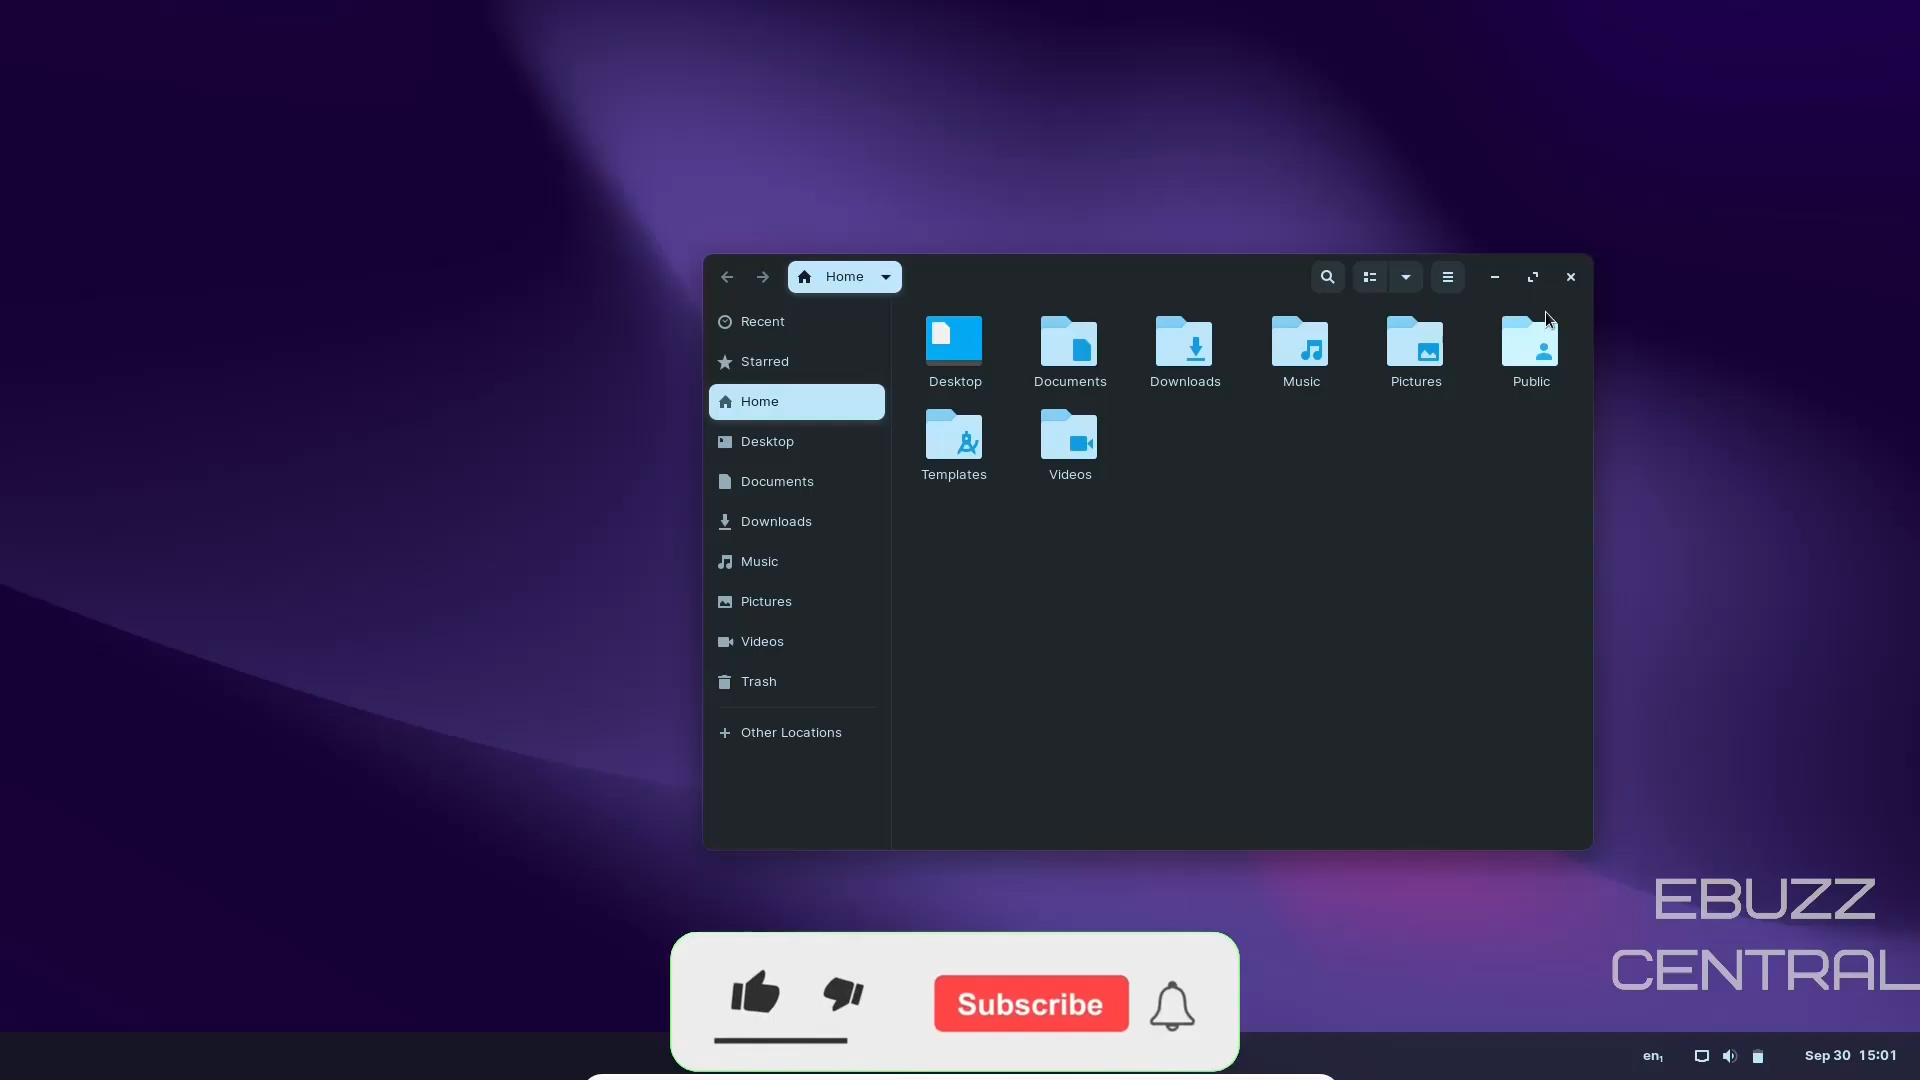 Home
Recent
Starred
Home
Desktop
Documents
Downloads
Music
Pictures
Videos
Trash
Other Locations
Desktop Documents Downloads Music Pictures Public
Templates Videos
EBUZZ
CENTRAL
Subscribe
en₁ Sep 30 15:01